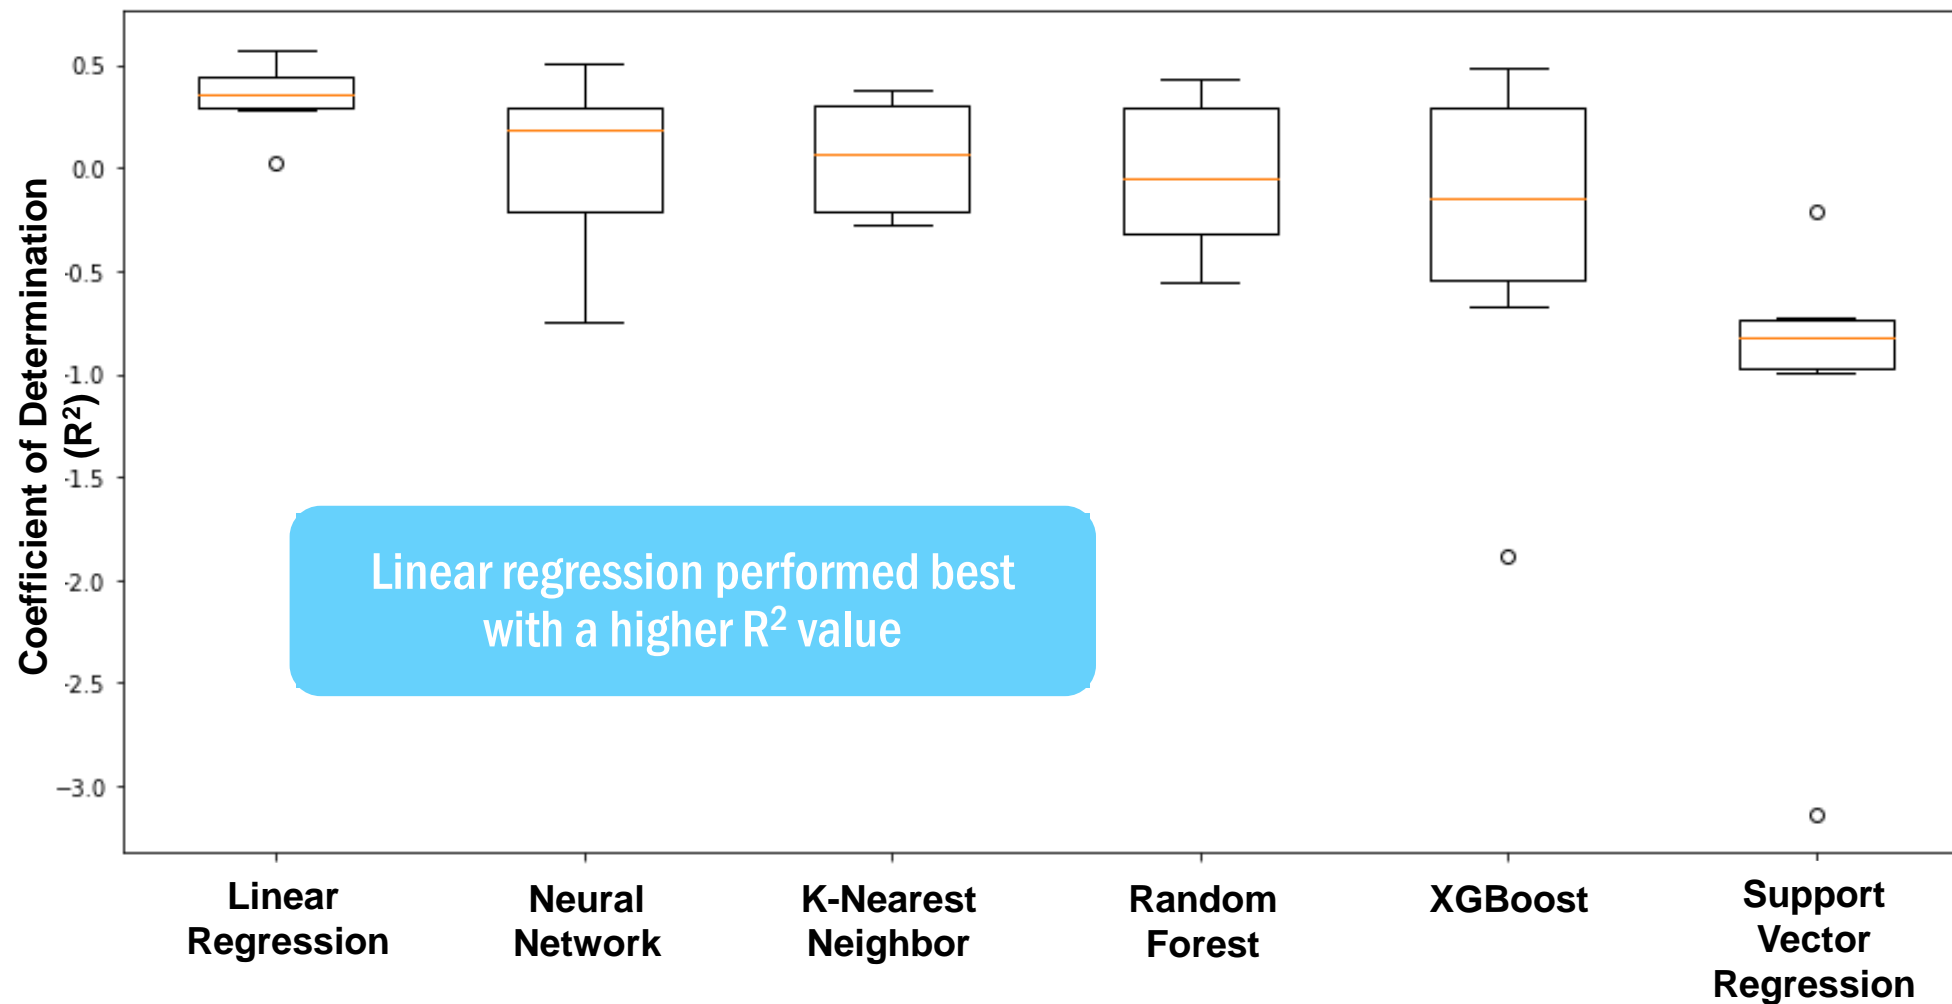 Coefficient of Determination
(R²)
0.5
0.0
-0.5
-1.0
-1.5
-2.0
-2.5
−3.0
Linear regression performed best
with a higher R² value
Linear
Regression
Neural
Network
K-Nearest
Neighbor
Random
Forest
XGBoost
Support
Vector
Regression